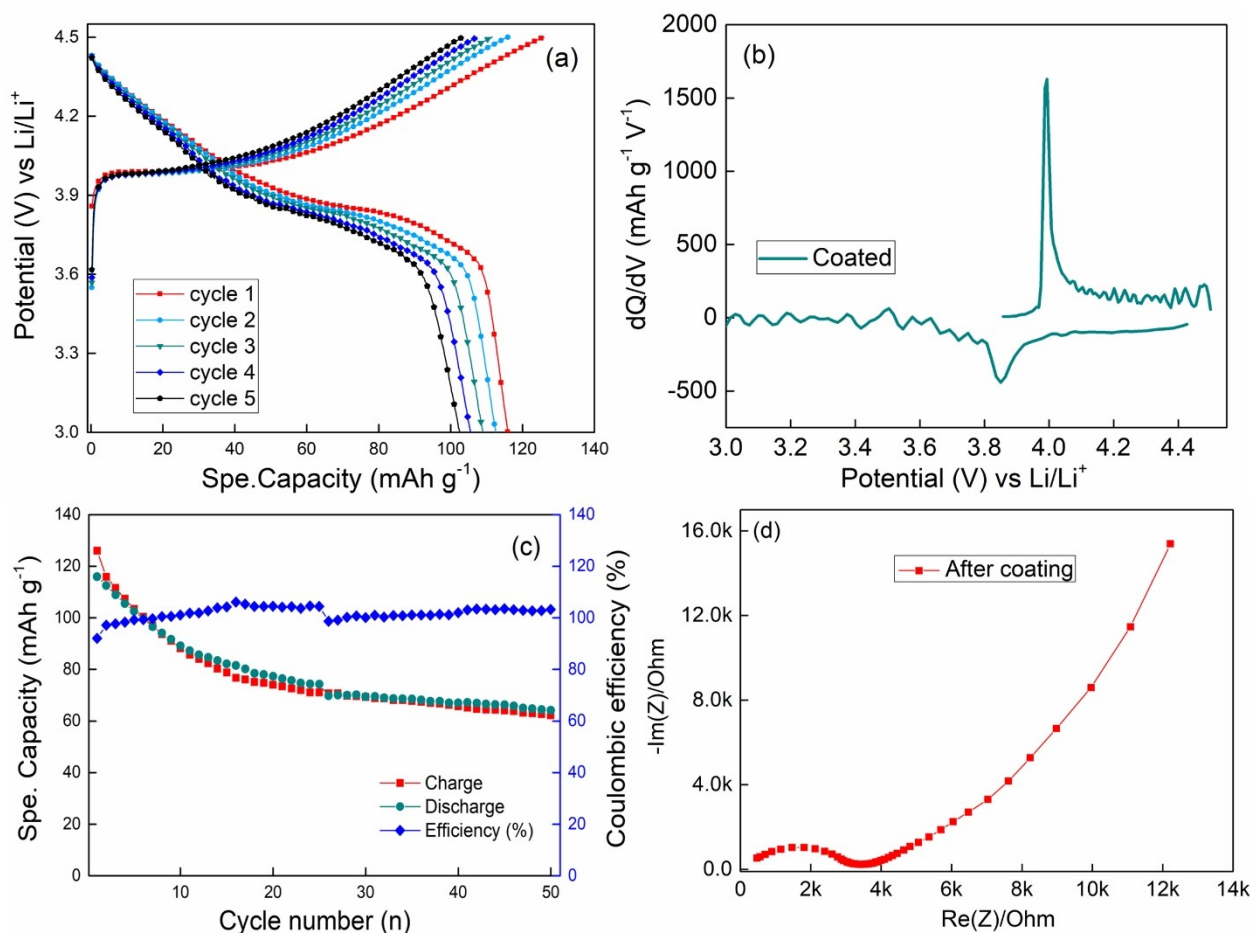 (a)
Potential (V) vs Li/Li⁺
4.5
4.2
3.9
3.6
3.3
3.0
cycle 1
cycle 2
cycle 3
cycle 4
cycle 5
0 20 40 60 80 100 120 140
Spe.Capacity (mAh g⁻¹)
(b)
dQ/dV (mAh g⁻¹ V⁻¹)
2000
1500
1000
500
0
-500
Coated
3.0 3.2 3.4 3.6 3.8 4.0 4.2 4.4
Potential (V) vs Li/Li⁺
(c)
Spe. Capacity (mAh g⁻¹)
140
120
100
80
60
40
20
0
Charge
Discharge
Efficiency (%)
140
120
100
80
60
40
20
0
Coulombic efficiency (%)
10 20 30 40 50
Cycle number (n)
(d)
-Im(Z)/Ohm
16.0k
12.0k
8.0k
4.0k
0.0
After coating
0 2k 4k 6k 8k 10k 12k 14k
Re(Z)/Ohm